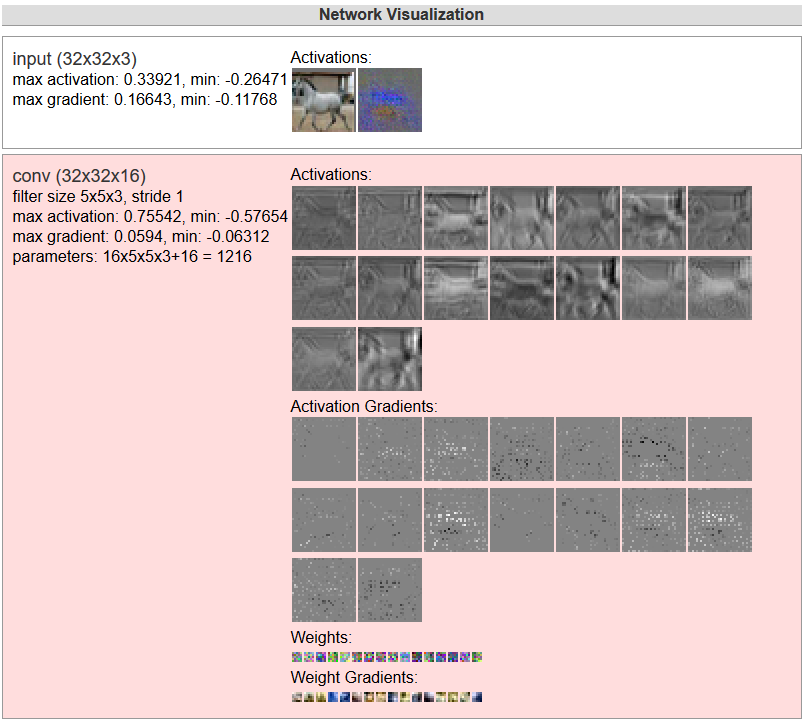 Network Visualization
input (32x32x3)
max activation: 0.33921, min: -0.26471
max gradient: 0.16643, min: -0.11768
Activations:
conv (32x32x16)
filter size 5x5x3, stride 1
max activation: 0.75542, min: -0.57654
max gradient: 0.0594, min: -0.06312
parameters: 16x5x5x3+16 = 1216
Activations:
Activation Gradients:
Weights:
Weight Gradients: